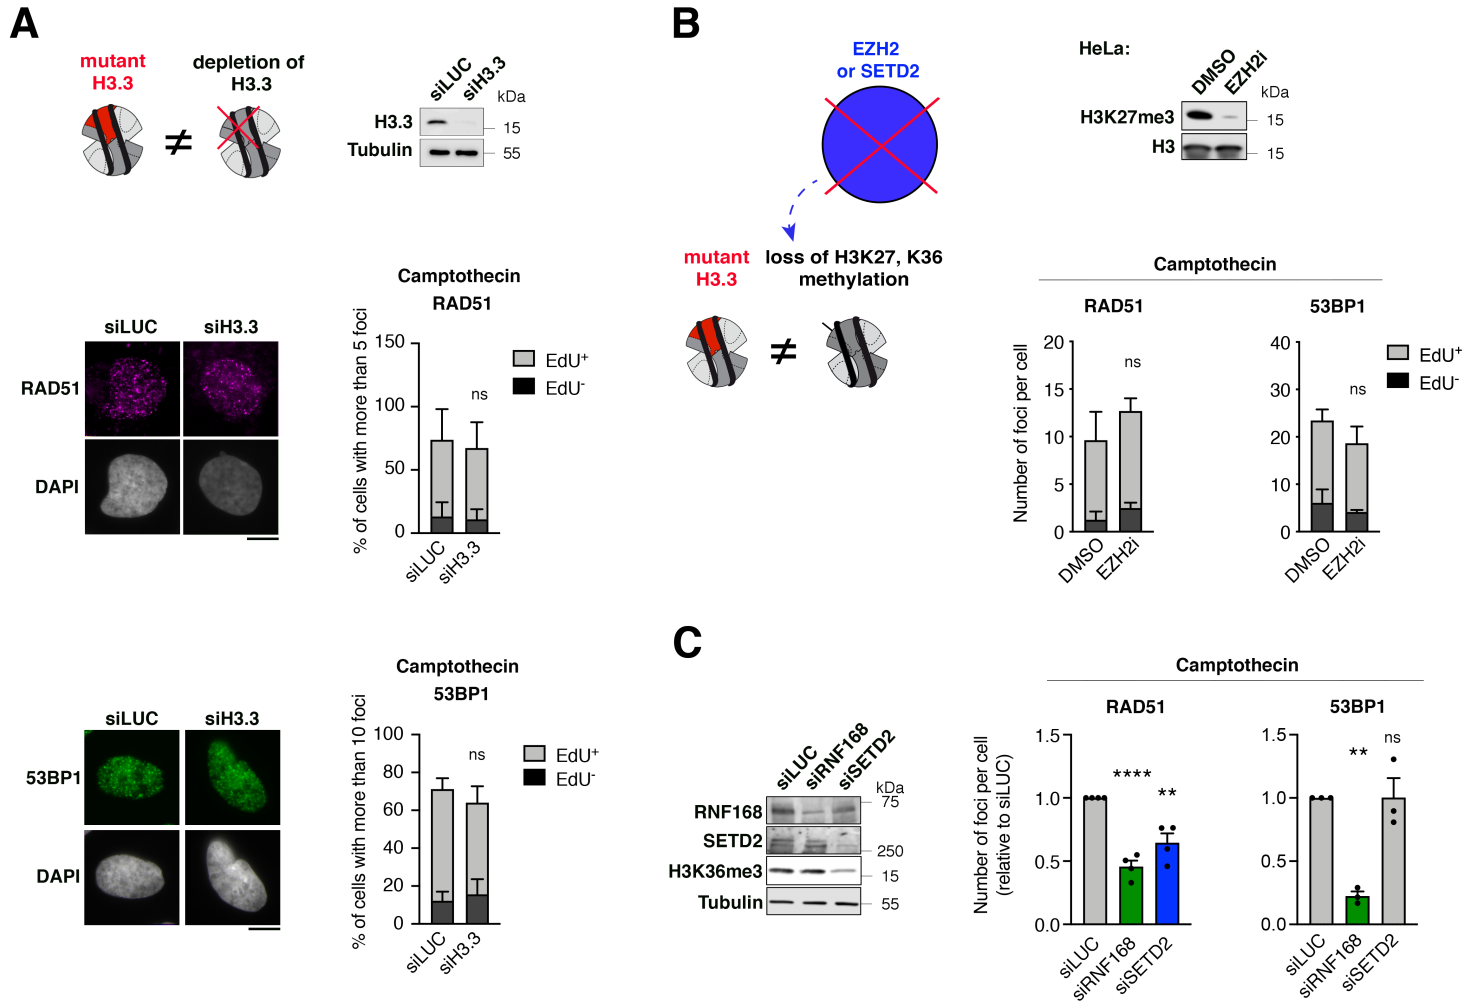 A
mutant
H3.3
≠
depletion of
H3.3
siLUC
siH3.3
kDa
H3.3
15
Tubulin
55
siLUC
siH3.3
RAD51
DAPI
Camptothecin
RAD51
% of cells with more than 5 foci
150
100
50
0
ns
EdU+
EdU-
siLUC
siH3.3
siLUC
siH3.3
53BP1
DAPI
Camptothecin
53BP1
% of cells with more than 10 foci
100
80
60
40
20
0
ns
EdU+
EdU-
siLUC
siH3.3
B
EZH2
or SETD2
mutant
H3.3
≠
loss of H3K27, K36
methylation
HeLa:
DMSO
EZH2i
kDa
H3K27me3
15
H3
15
Camptothecin
RAD51
Number of foci per cell
20
15
10
5
0
ns
DMSO
EZH2i
53BP1
40
30
20
10
0
ns
DMSO
EZH2i
EdU+
EdU-
C
siLUC
siRNF168
siSETD2
kDa
RNF168
75
SETD2
250
H3K36me3
15
Tubulin
55
Camptothecin
RAD51
Number of foci per cell
(relative to siLUC)
1.5
1.0
0.5
0.0
****
**
siLUC
siRNF168
siSETD2
53BP1
1.5
1.0
0.5
0.0
**
ns
siLUC
siRNF168
siSETD2